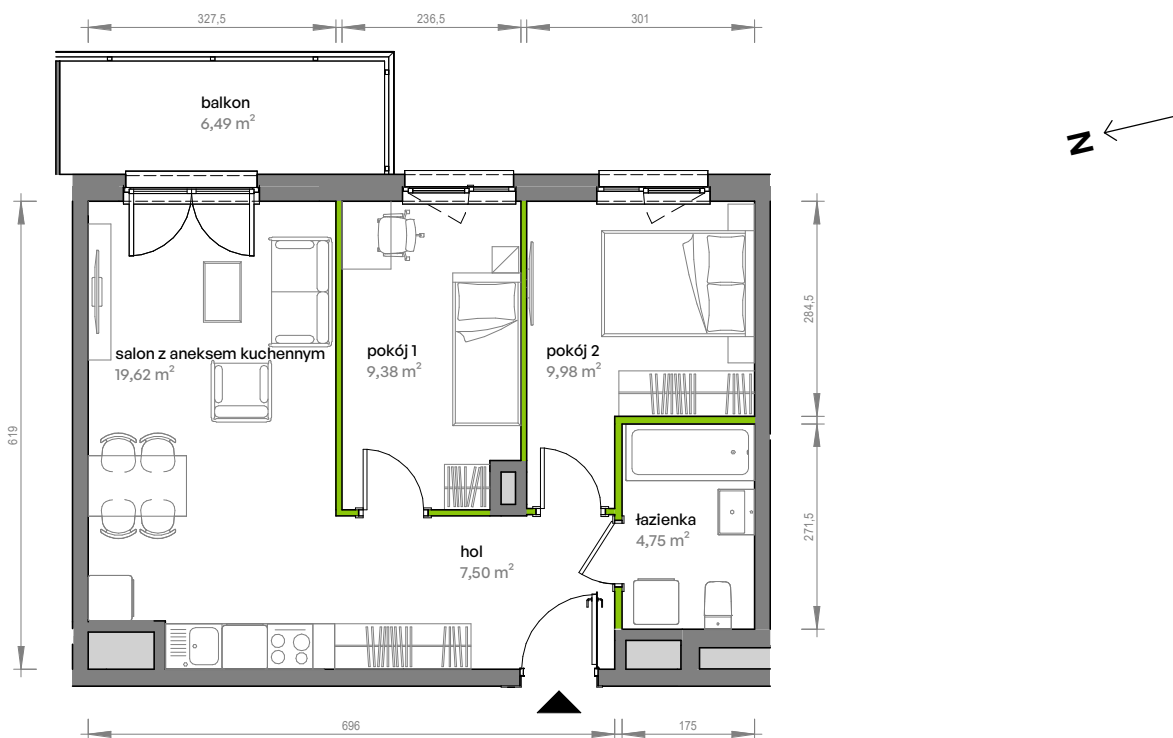 327,5
236,5
301
balkon
6,49 m²
N
salon z aneksem kuchennym
19,62 m²
pokój 1
9,38 m²
pokój 2
9,98 m²
284,5
619
łazienka
4,75 m²
271,5
hol
7,50 m²
696
175